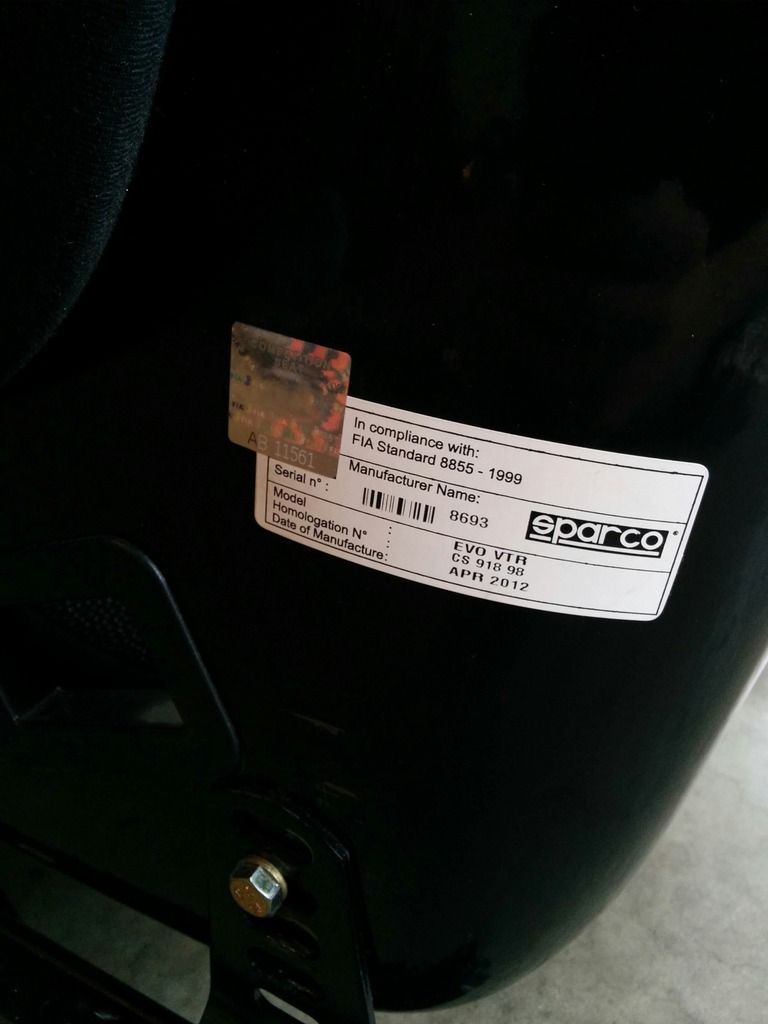 AB 11561
In compliance with:
FIA Standard 8855 - 1999
Manufacturer Name:
sparco
Serial n° : 8693
Model : EVO VTR
Homologation N° : CS 918 98
Date of Manufacture: APR 2012